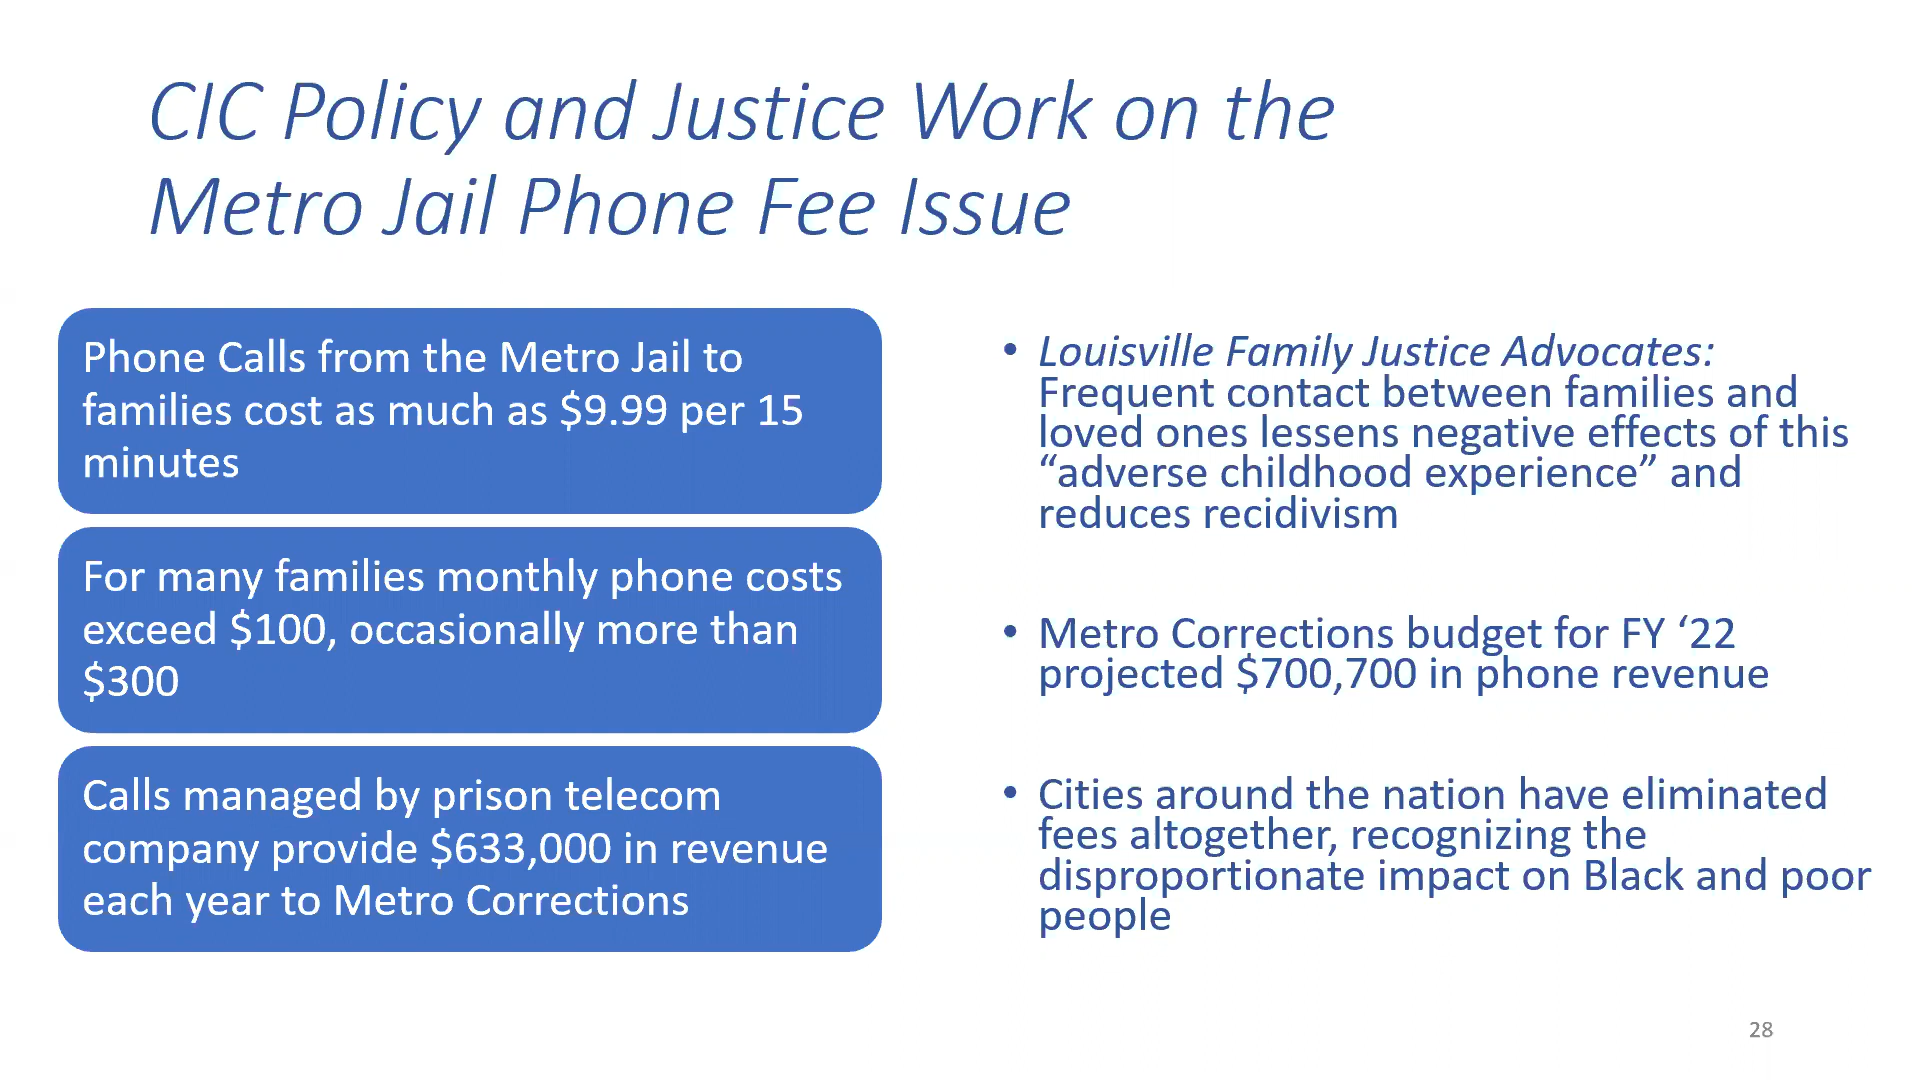 CIC Policy and Justice Work on the
Metro Jail Phone Fee Issue
Phone Calls from the Metro Jail to
families cost as much as $9.99 per 15
minutes
For many families monthly phone costs
exceed $100, occasionally more than
$300
Calls managed by prison telecom
company provide $633,000 in revenue
each year to Metro Corrections
• Louisville Family Justice Advocates:
Frequent contact between families and
loved ones lessens negative effects of this
“adverse childhood experience” and
reduces recidivism
• Metro Corrections budget for FY ‘22
projected $700,700 in phone revenue
• Cities around the nation have eliminated
fees altogether, recognizing the
disproportionate impact on Black and poor
people
28